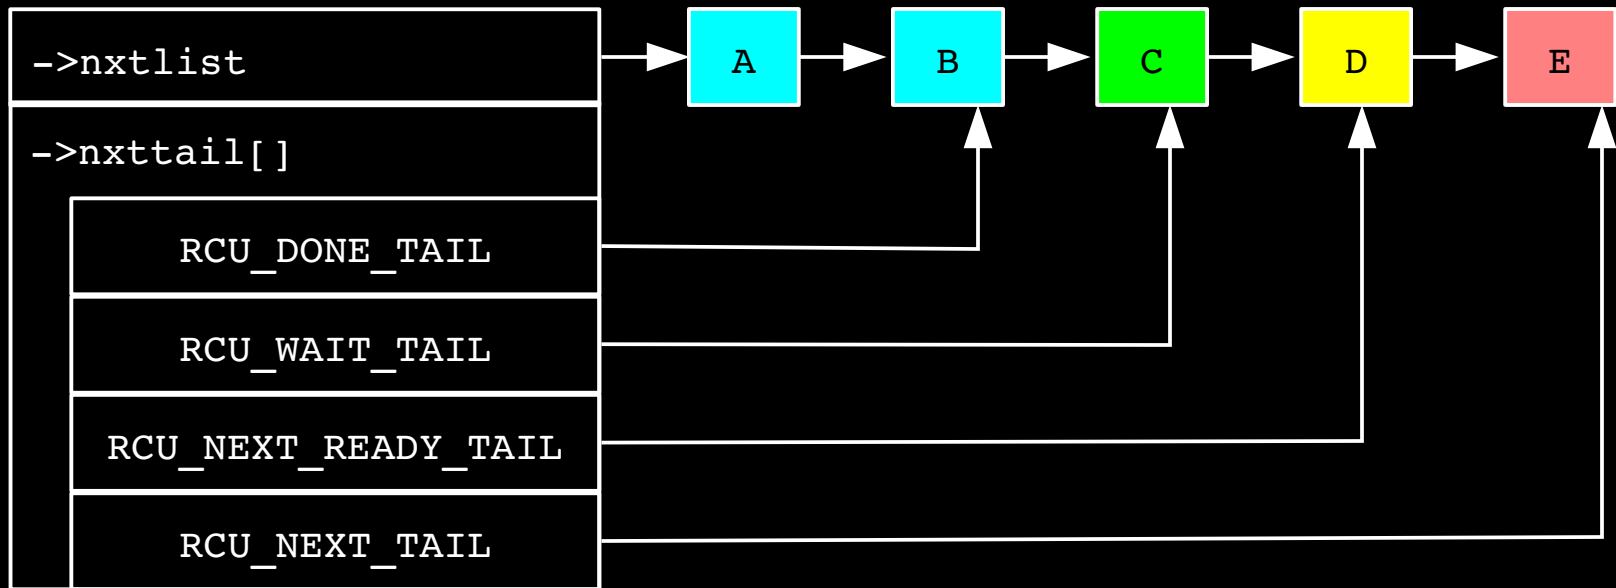 ->nxtlist
A
B
C
D
E
->nxttail[]
RCU_DONE_TAIL
RCU_WAIT_TAIL
RCU_NEXT_READY_TAIL
RCU_NEXT_TAIL